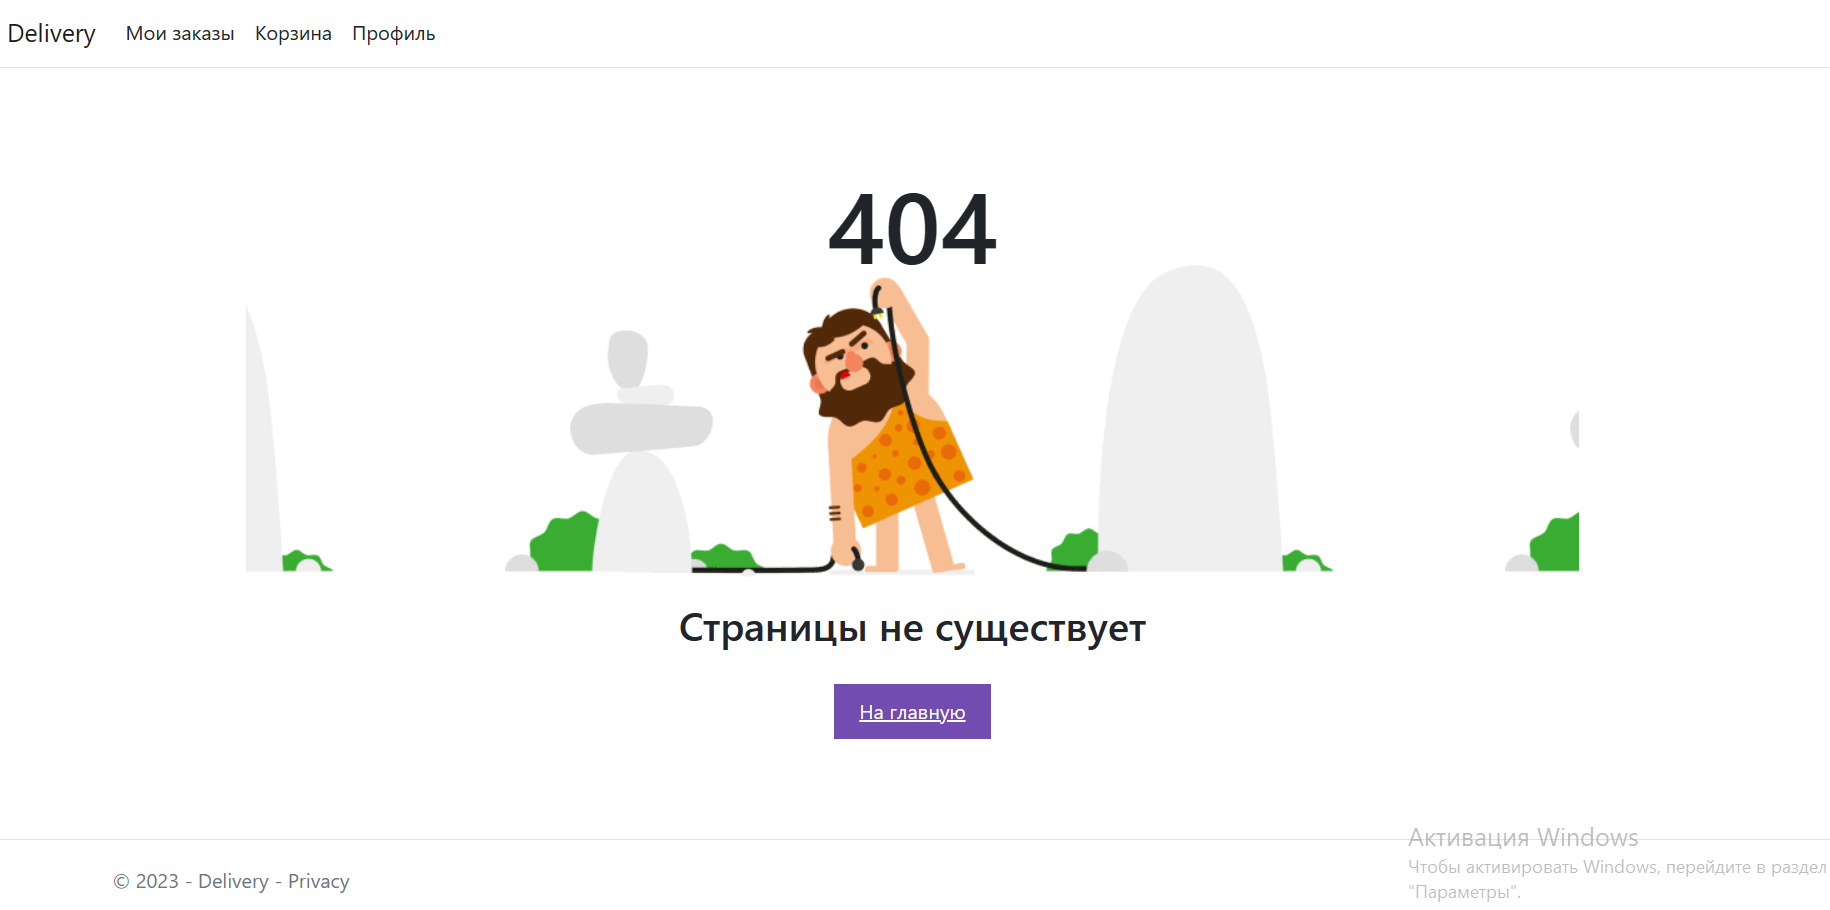 Delivery Мои заказы Корзина Профиль
404
Страницы не существует
На главную
Активация Windows
Чтобы активировать Windows, перейдите в раздел
"Параметры".
© 2023 - Delivery - Privacy